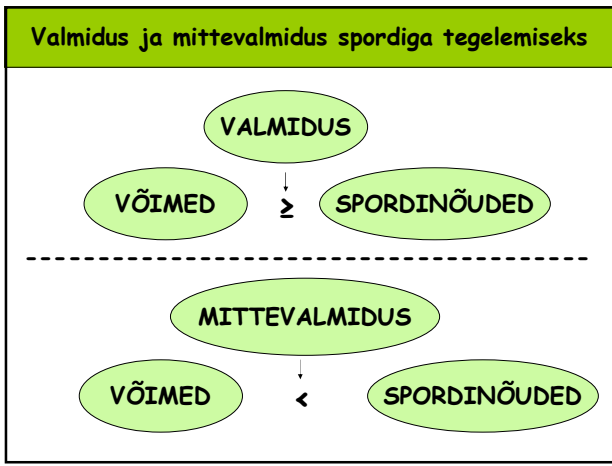 Valmidus ja mittevalmidus spordiga tegelemiseks
VALMIDUS
VÕIMED ≥ SPORDINÕUDED
MITTEVALMIDUS
VÕIMED < SPORDINÕUDED